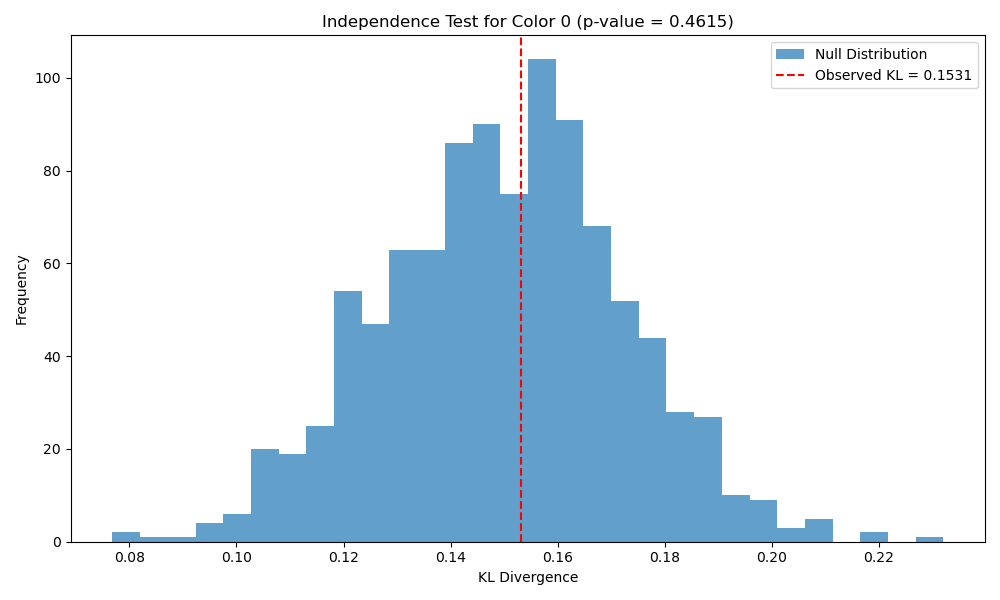 Independence Test for Color 0 (p-value = 0.4615)
Null Distribution
Observed KL = 0.1531
Frequency
100
80
60
40
20
0
0.08 0.10 0.12 0.14 0.16 0.18 0.20 0.22
KL Divergence